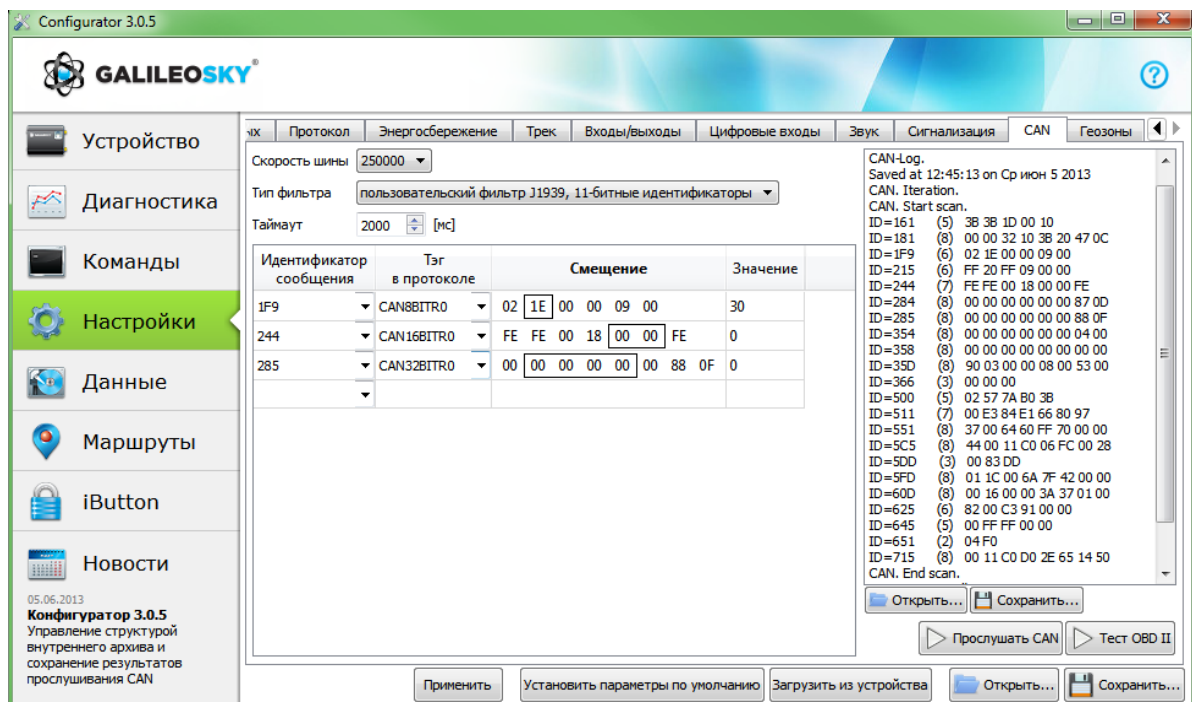 Configurator 3.0.5
GALILEOSKY®
?
Устройство
Диагностика
Команды
Настройки
Данные
Маршруты
iButton
Новости
05.06.2013
Конфигуратор 3.0.5
Управление структурой
внутреннего архива и
сохранение результатов
прослушивания CAN
ых Протокол Энергосбережение Трек Входы/выходы Цифровые входы Звук Сигнализация CAN Геозоны
Скорость шины 250000
Тип фильтра пользовательский фильтр J1939, 11-битные идентификаторы
Таймаут 2000 [мс]
Идентификатор сообщения Тэг в протоколе Смещение Значение
1F9 CAN8BITR0 02 1E 00 00 09 00 30
244 CAN16BITR0 FE FE 00 18 00 00 FE 0
285 CAN32BITR0 00 00 00 00 00 00 88 0F 0
CAN-Log.
Saved at 12:45:13 on Ср июн 5 2013
CAN. Iteration.
CAN. Start scan.
ID=161 (5) 3B 3B 1D 00 10
ID=181 (8) 00 00 32 10 3B 20 47 0C
ID=1F9 (6) 02 1E 00 00 09 00
ID=215 (6) FF 20 FF 09 00 00
ID=244 (7) FE FE 00 18 00 00 FE
ID=284 (8) 00 00 00 00 00 00 87 0D
ID=285 (8) 00 00 00 00 00 00 88 0F
ID=354 (8) 00 00 00 00 00 00 04 00
ID=358 (8) 00 00 00 00 00 00 00 00
ID=35D (8) 90 03 00 00 08 00 53 00
ID=366 (3) 00 00 00
ID=500 (5) 02 57 7A B0 3B
ID=511 (7) 00 E3 84 E1 66 80 97
ID=551 (8) 37 00 64 60 FF 70 00 00
ID=5C5 (8) 44 00 11 C0 06 FC 00 28
ID=5DD (3) 00 83 DD
ID=5FD (8) 01 1C 00 6A 7F 42 00 00
ID=60D (8) 00 16 00 00 3A 37 01 00
ID=625 (6) 82 00 C3 91 00 00
ID=645 (5) 00 FF FF 00 00
ID=651 (2) 04 F0
ID=715 (8) 00 11 C0 D0 2E 65 14 50
CAN. End scan.
Открыть... Сохранить...
Прослушать CAN Тест OBD II
Применить Установить параметры по умолчанию Загрузить из устройства Открыть... Сохранить...